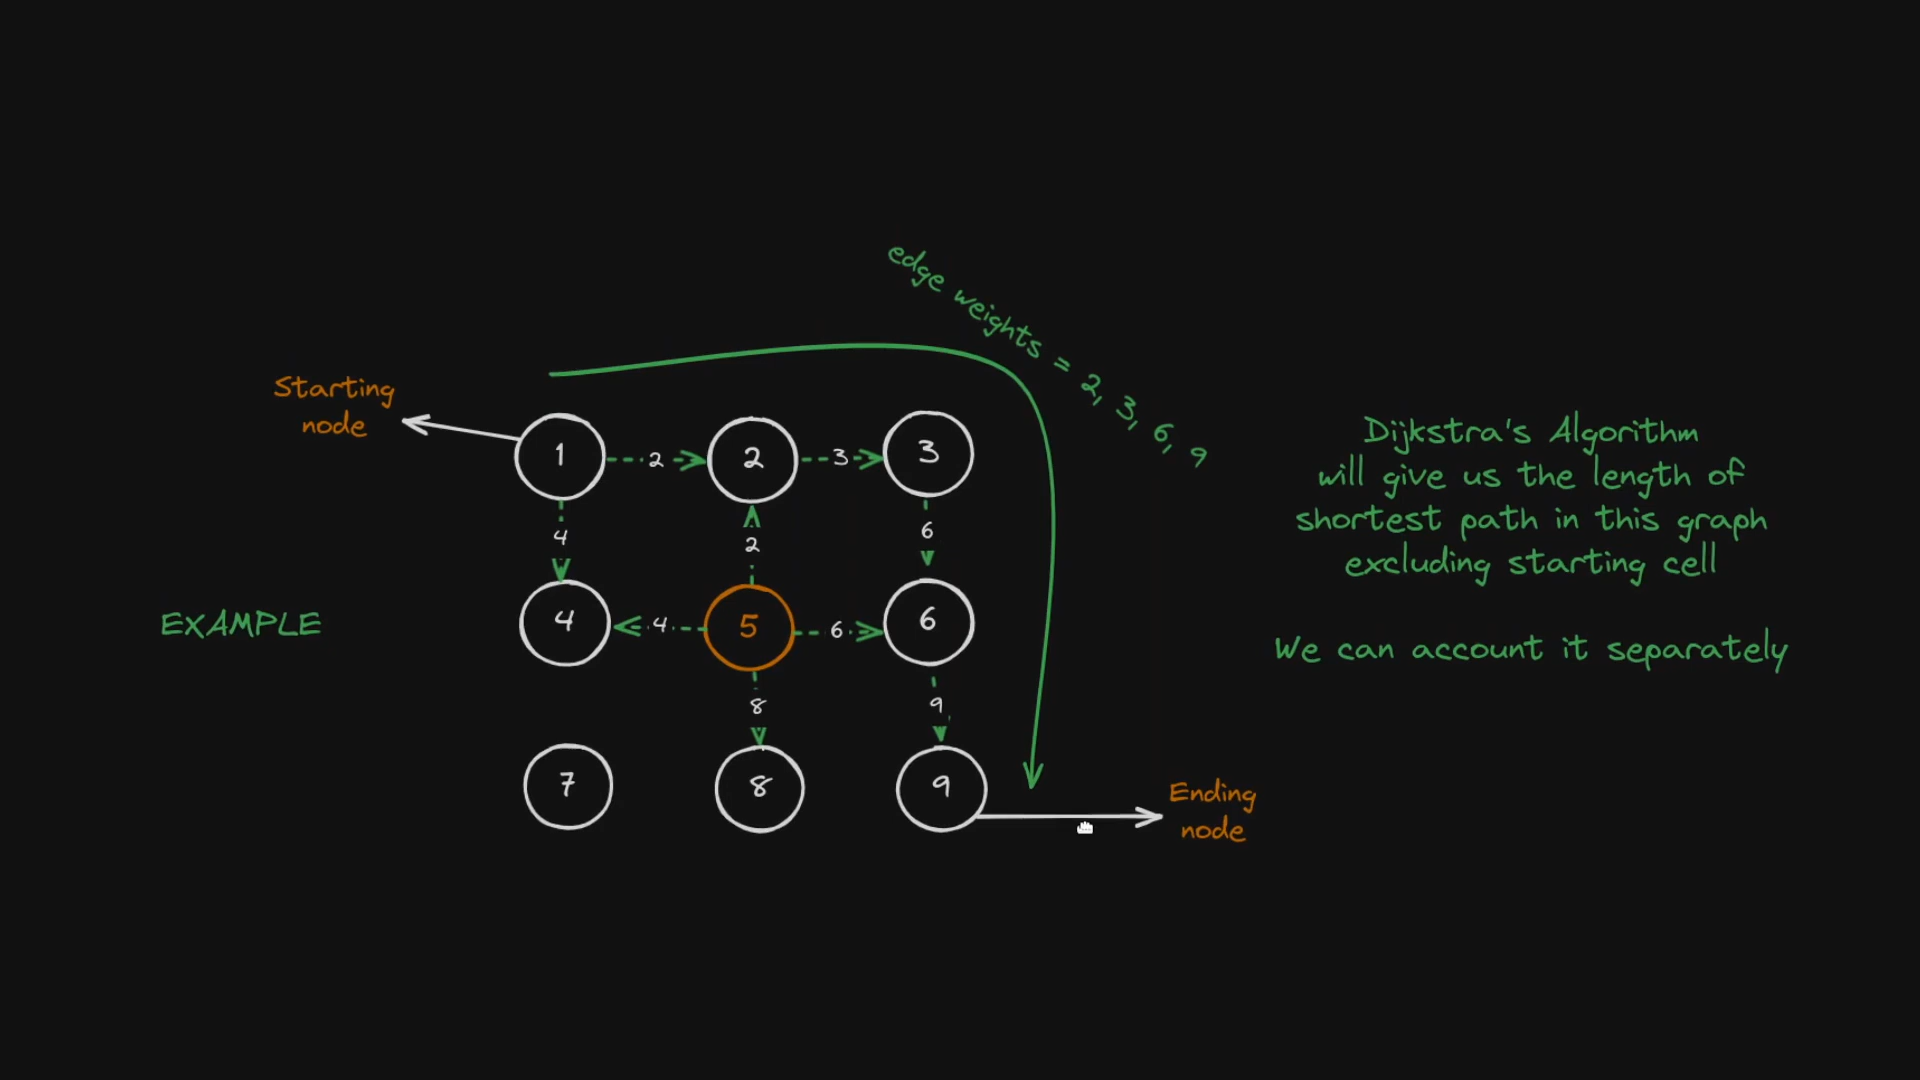 edge weights = 2, 3, 6, 9
Starting
node
1
2
2
3
3
4
2
6
EXAMPLE
4
4
5
6
6
8
9
7
8
9
Ending
node
Dijkstra's Algorithm
will give us the length of
shortest path in this graph
excluding starting cell
We can account it separately